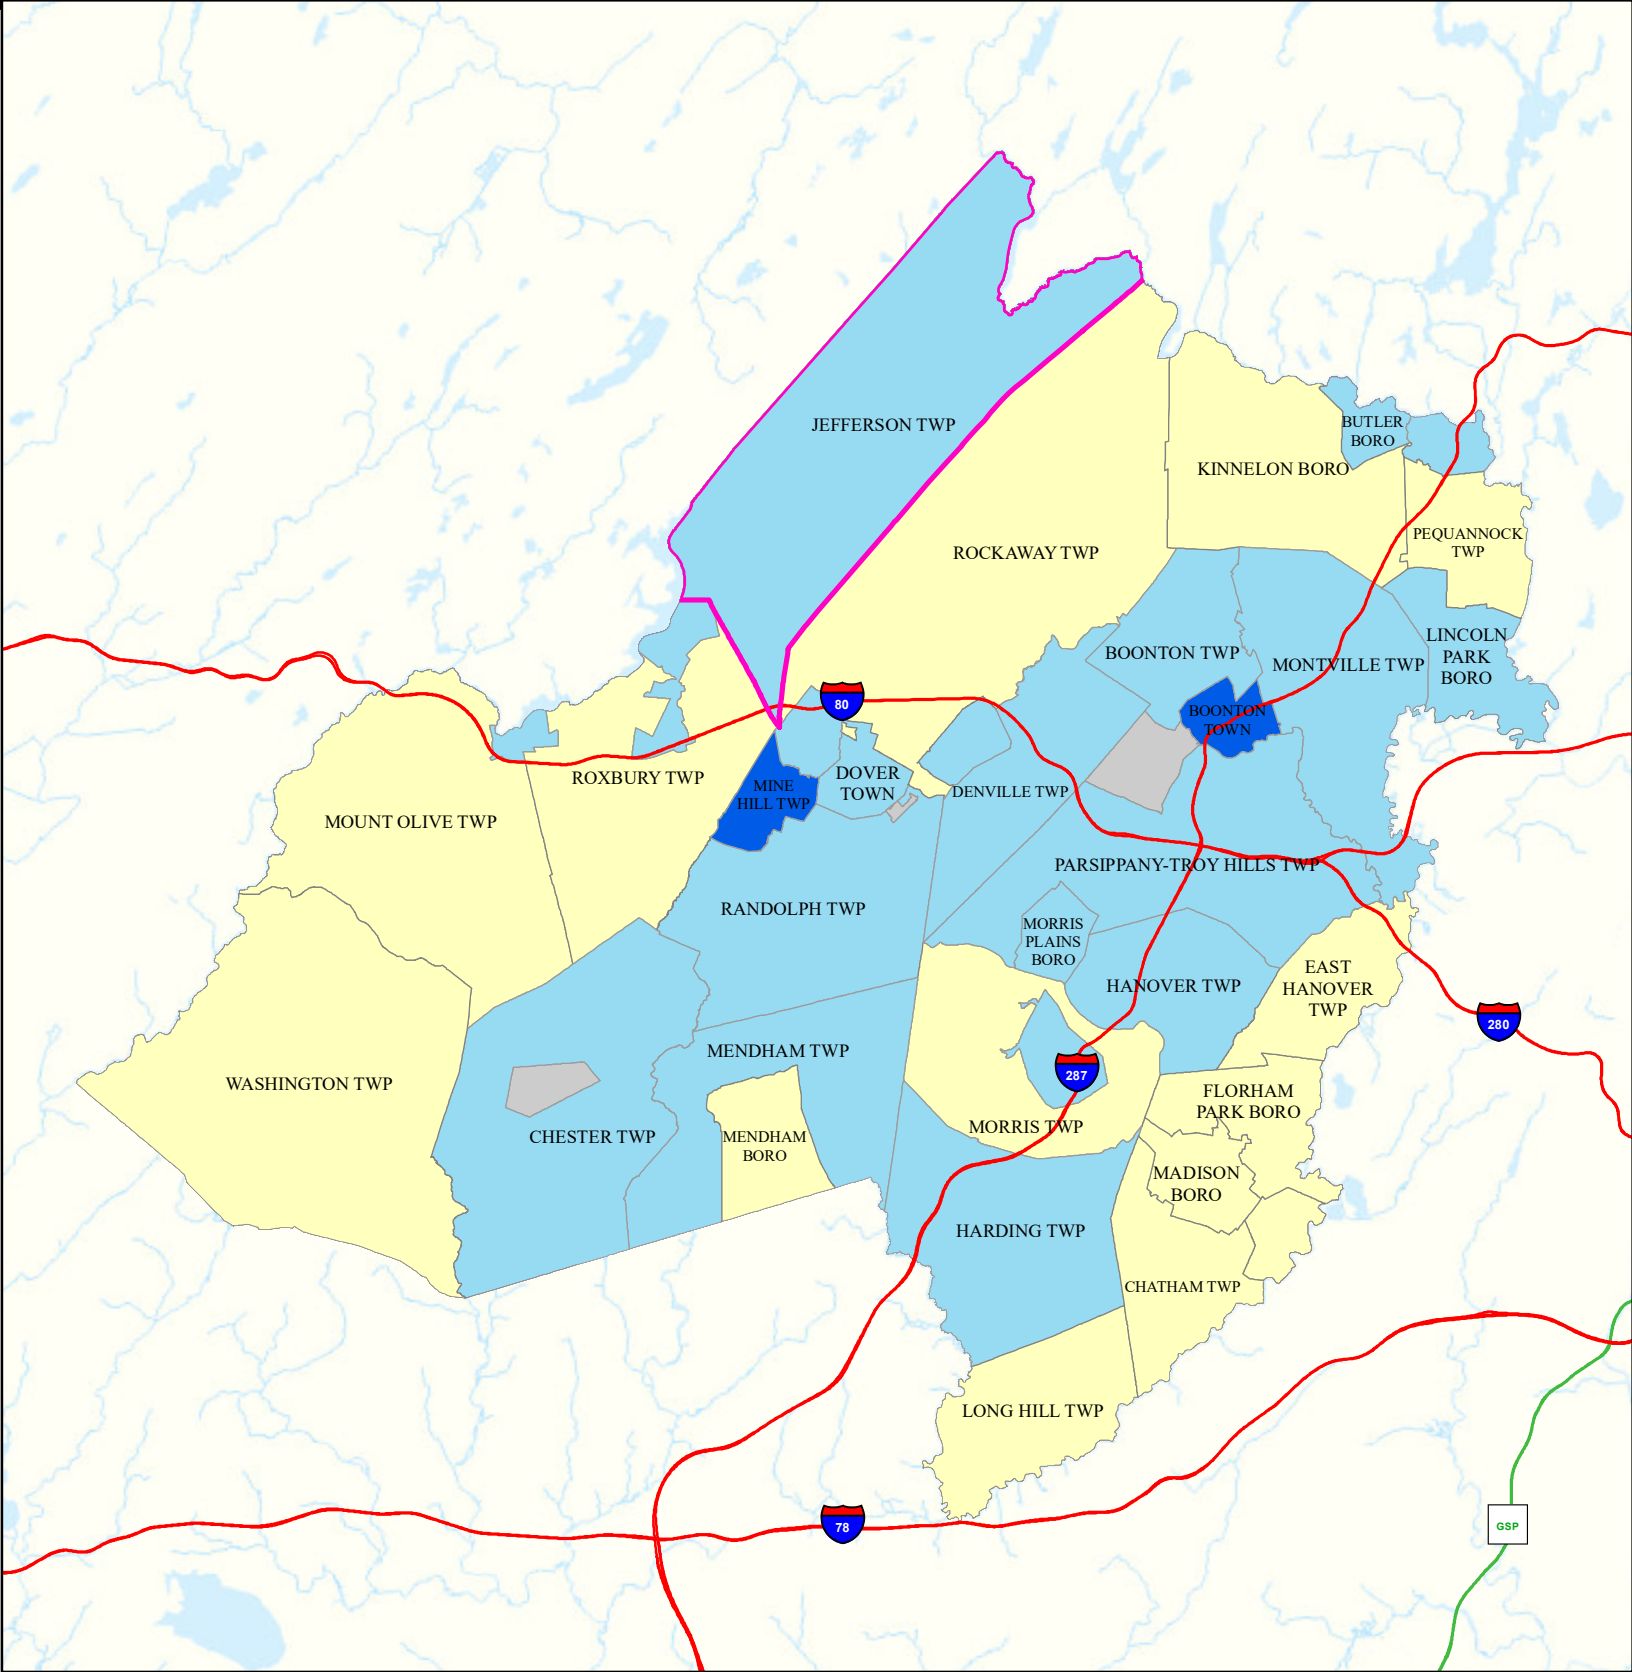 JEFFERSON TWP
BUTLER
BORO
KINNELON BORO
PEQUANNOCK
TWP
ROCKAWAY TWP
LINCOLN
PARK
BORO
BOONTON TWP
MONTVILLE TWP
80
BOONTON
TOWN
ROXBURY TWP
DOVER
TOWN
MINE
HILL TWP
DENVILLE TWP
MOUNT OLIVE TWP
PARSIPPANY-TROY HILLS TWP
RANDOLPH TWP
MORRIS
PLAINS
BORO
EAST
HANOVER
TWP
HANOVER TWP
280
MENDHAM TWP
287
WASHINGTON TWP
FLORHAM
PARK BORO
CHESTER TWP
MENDHAM
BORO
MORRIS TWP
MADISON
BORO
HARDING TWP
CHATHAM TWP
LONG HILL TWP
78
GSP